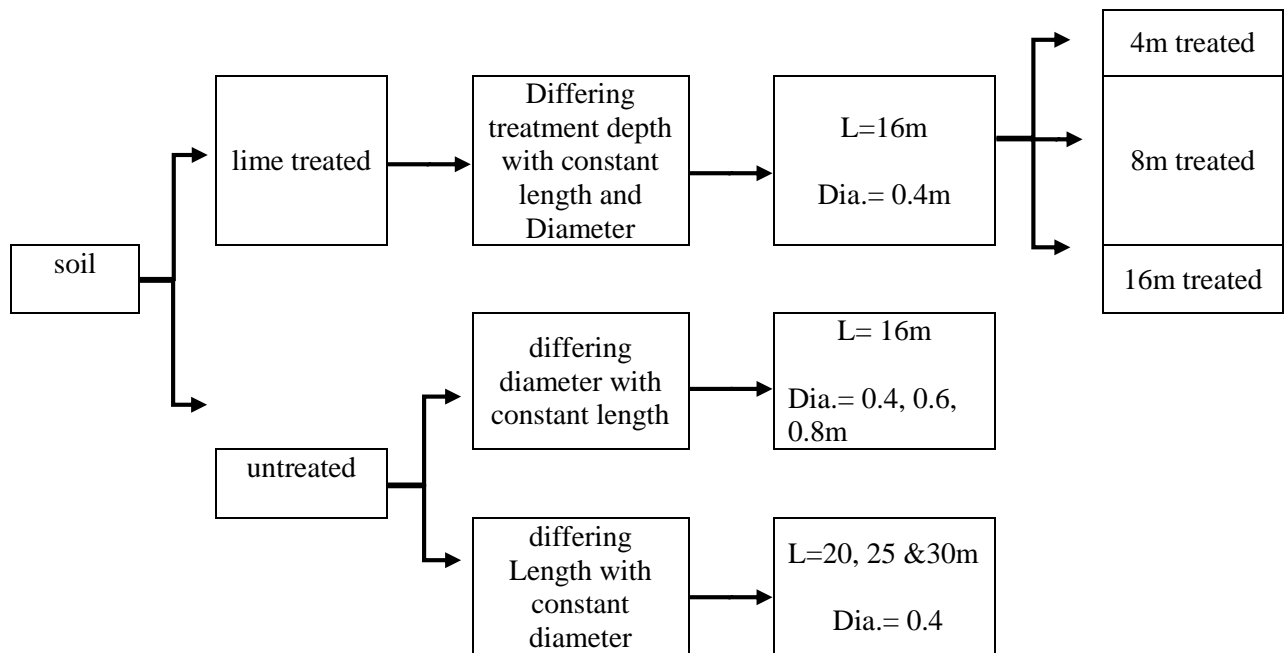 soil
lime treated
Differing
treatment depth
with constant
length and
Diameter
L=16m
Dia.= 0.4m
4m treated
8m treated
16m treated
untreated
differing
diameter with
constant length
L= 16m
Dia.= 0.4, 0.6,
0.8m
differing
Length with
constant
diameter
L=20, 25 &30m
Dia.= 0.4